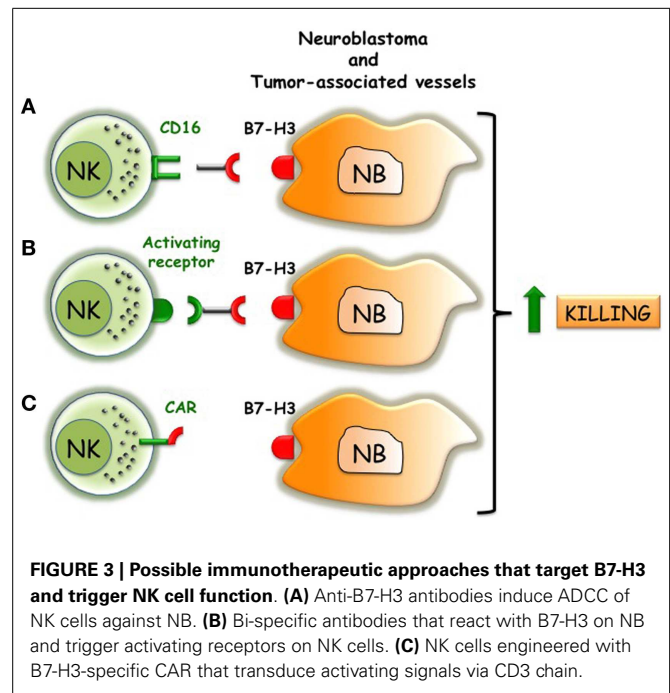 Neuroblastoma
and
Tumor-associated vessels
A
CD16
B7-H3
NK
NB
B
Activating
receptor
B7-H3
NK
NB
KILLING
C
CAR
B7-H3
NK
NB
FIGURE 3 | Possible immunotherapeutic approaches that target B7-H3
and trigger NK cell function. (A) Anti-B7-H3 antibodies induce ADCC of
NK cells against NB. (B) Bi-specific antibodies that react with B7-H3 on NB
and trigger activating receptors on NK cells. (C) NK cells engineered with
B7-H3-specific CAR that transduce activating signals via CD3 chain.